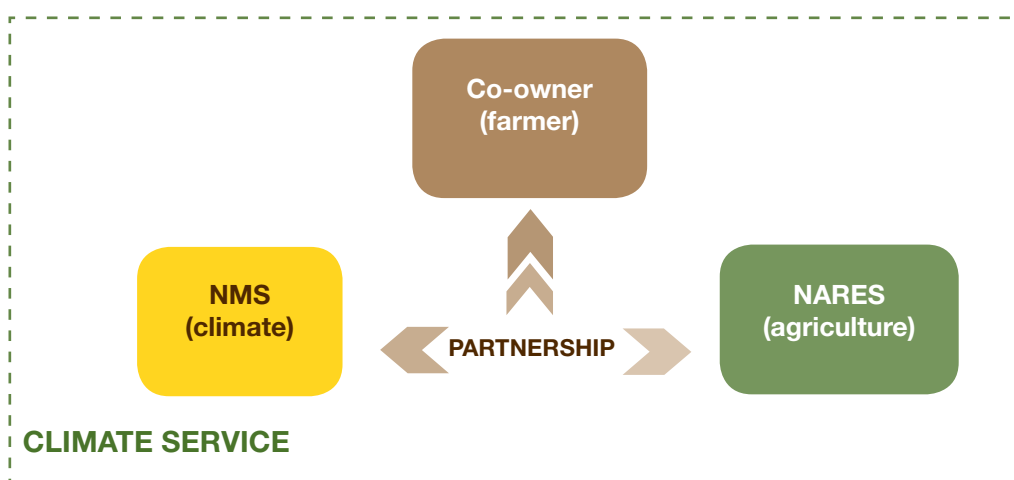 Co-owner
(farmer)
NMS
(climate)
NARES
(agriculture)
PARTNERSHIP
CLIMATE SERVICE